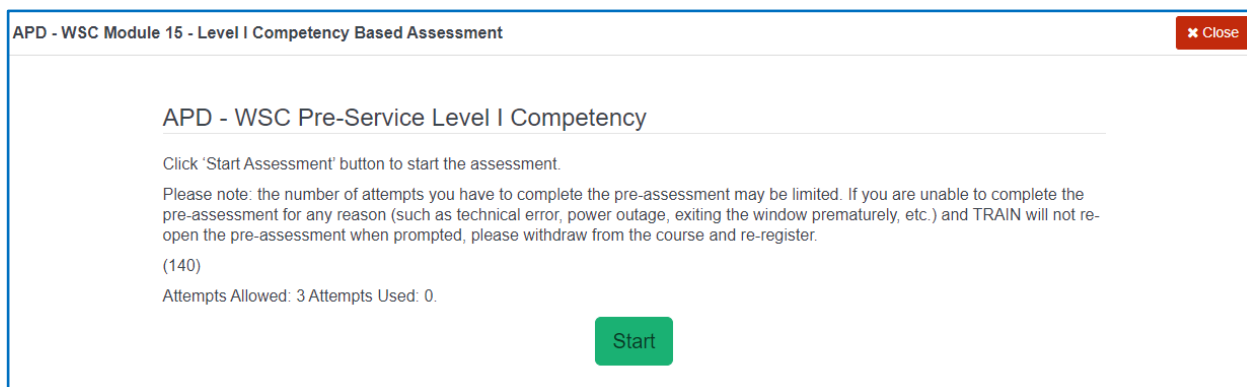 APD - WSC Module 15 - Level I Competency Based Assessment
✖ Close
APD - WSC Pre-Service Level I Competency
Click ‘Start Assessment’ button to start the assessment.
Please note: the number of attempts you have to complete the pre-assessment may be limited. If you are unable to complete the
pre-assessment for any reason (such as technical error, power outage, exiting the window prematurely, etc.) and TRAIN will not re-
open the pre-assessment when prompted, please withdraw from the course and re-register.
(140)
Attempts Allowed: 3 Attempts Used: 0.
Start